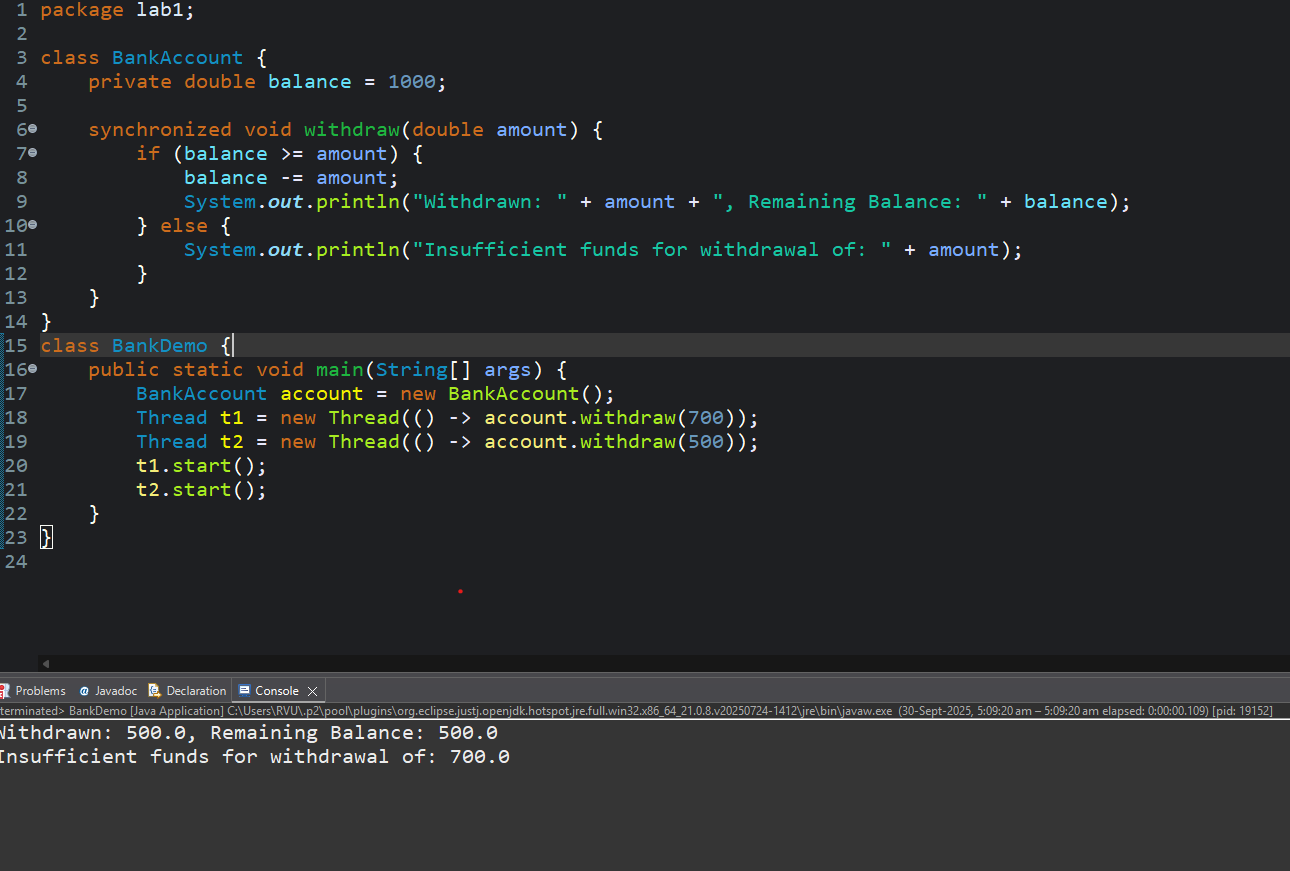 1 package lab1;
2
3 class BankAccount {
4     private double balance = 1000;
5
6     synchronized void withdraw(double amount) {
7         if (balance >= amount) {
8             balance -= amount;
9             System.out.println("Withdrawn: " + amount + ", Remaining Balance: " + balance);
10         } else {
11             System.out.println("Insufficient funds for withdrawal of: " + amount);
12         }
13     }
14 }
15 class BankDemo {
16     public static void main(String[] args) {
17         BankAccount account = new BankAccount();
18         Thread t1 = new Thread(() -> account.withdraw(700));
19         Thread t2 = new Thread(() -> account.withdraw(500));
20         t1.start();
21         t2.start();
22     }
23 }
24
Problems @ Javadoc Declaration Console
terminated> BankDemo [Java Application] C:\Users\RVU\.p2\pool\plugins\org.eclipse.justj.openjdk.hotspot.jre.full.win32.x86_64_21.0.8.v20250724-1412\jre\bin\javaw.exe (30-Sept-2025, 5:09:20 am – 5:09:20 am elapsed: 0:00:00.109) [pid: 19152]
Withdrawn: 500.0, Remaining Balance: 500.0
Insufficient funds for withdrawal of: 700.0